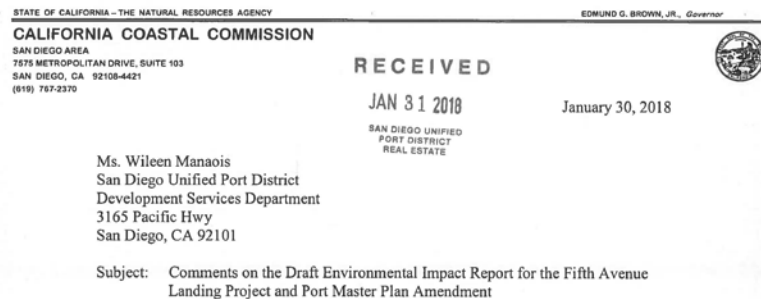 STATE OF CALIFORNIA – THE NATURAL RESOURCES AGENCY
EDMUND G. BROWN, JR., Governor
CALIFORNIA COASTAL COMMISSION
SAN DIEGO AREA
7575 METROPOLITAN DRIVE, SUITE 103
SAN DIEGO, CA 92108-4421
(619) 767-2370
RECEIVED
JAN 31 2018
SAN DIEGO UNIFIED
PORT DISTRICT
REAL ESTATE
January 30, 2018
Ms. Wileen Manaois
San Diego Unified Port District
Development Services Department
3165 Pacific Hwy
San Diego, CA 92101
Subject: Comments on the Draft Environmental Impact Report for the Fifth Avenue
Landing Project and Port Master Plan Amendment